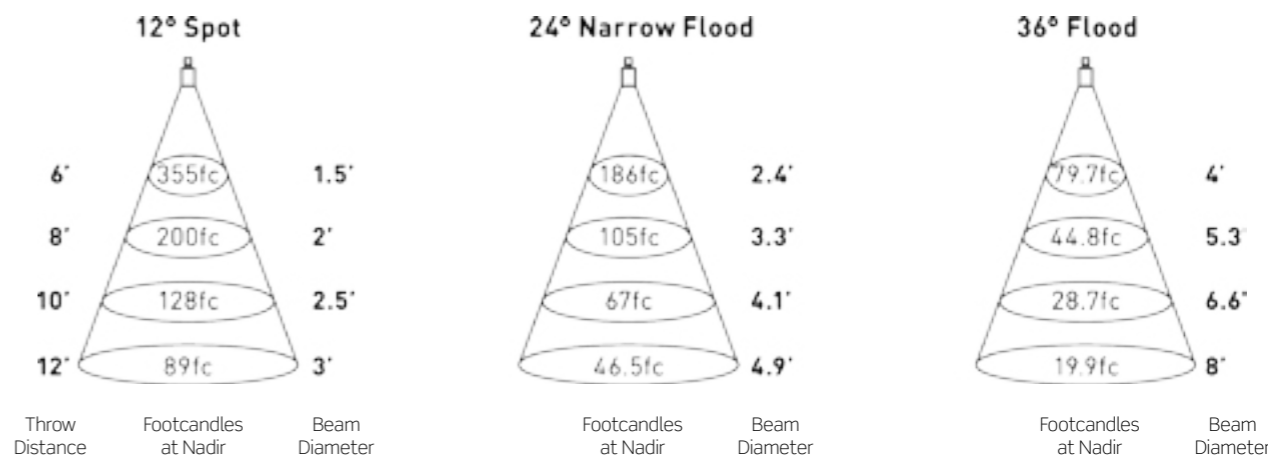 12° Spot
24° Narrow Flood
36° Flood
6' 355fc 1.5' 186fc 2.4' 79.7fc 4'
8' 200fc 2' 105fc 3.3' 44.8fc 5.3'
10' 128fc 2.5' 67fc 4.1' 28.7fc 6.6"
12' 89fc 3' 46.5fc 4.9' 19.9fc 8'
Throw Footcandles Beam Footcandles Beam Footcandles Beam
Distance at Nadir Diameter at Nadir Diameter at Nadir Diameter